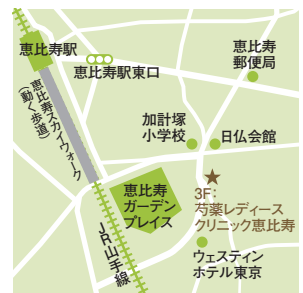 恵比寿駅
恵比寿駅東口
恵比寿
郵便局
恵比寿スカイウォーク
(動く歩道)
加計塚
小学校
日仏会館
恵比寿
ガーデン
プレイス
3F:
芍薬レディース
クリニック恵比寿
ウェスティン
ホテル東京
JR山手線